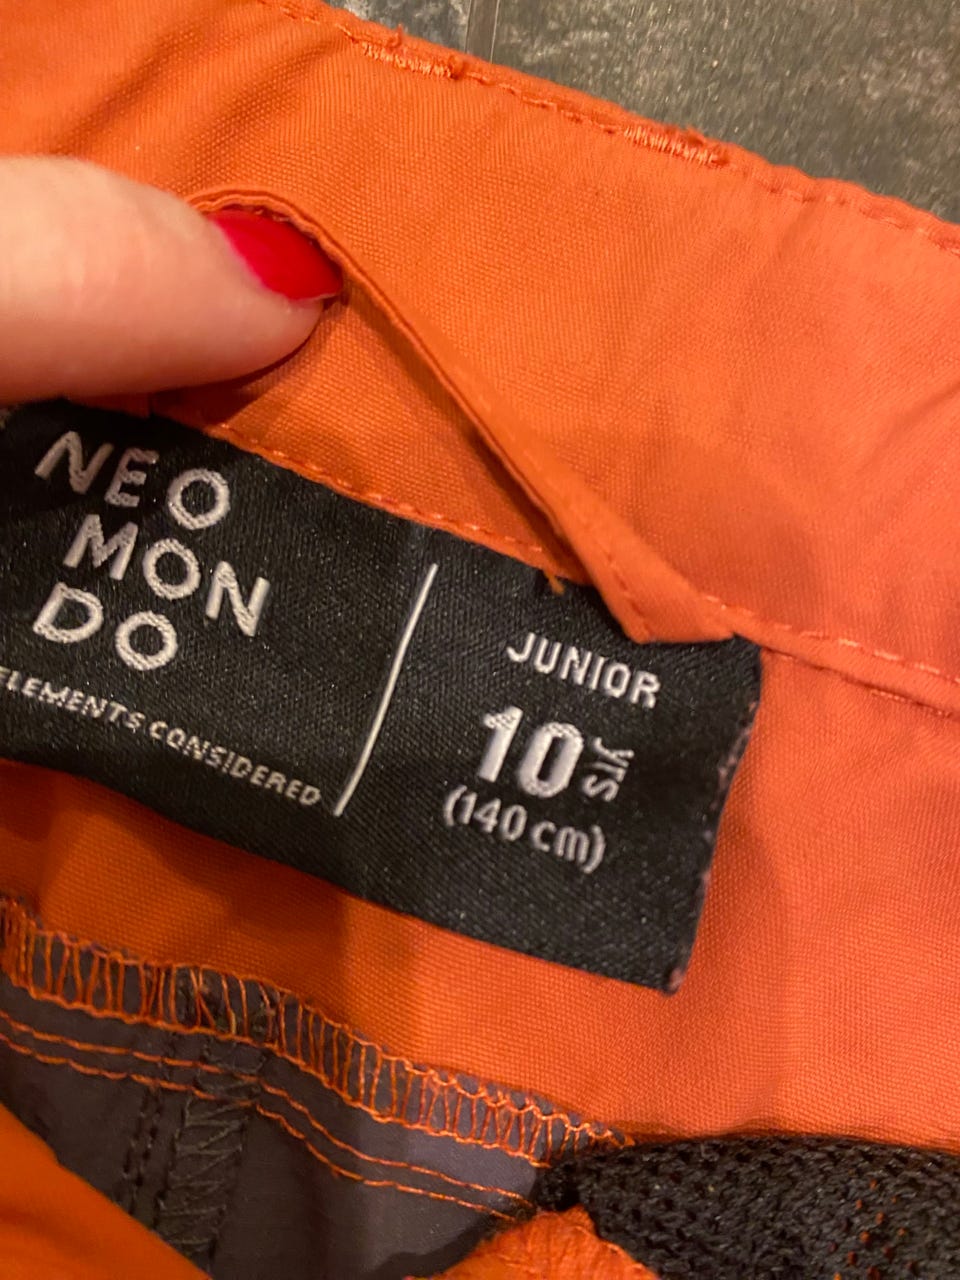 NEO
MON
DO
ELEMENTS CONSIDERED
JUNIOR
10 YRS
(140 cm)